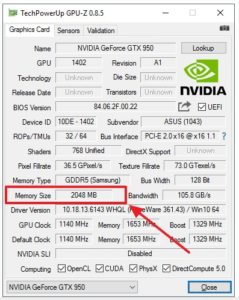 TechPowerUp GPU-Z 0.8.5
Graphics Card Sensors Validation
Name NVIDIA GeForce GTX 950 Lookup
GPU 1402 Revision A1
Technology Unknown Die Size Unknown
Release Date Transistors Unknown
BIOS Version 84.06.2F.00.22 UEFI
Device ID 10DE - 1402 Subvendor ASUS (1043)
ROPs/TMUs 32 / 64 Bus Interface PCI-E 2.0 x16 @ x16 1.1 ?
Shaders 768 Unified DirectX Support Unknown
Pixel Fillrate 36.5 GPixel/s Texture Fillrate 73.0 GTexel/s
Memory Type GDDR5 (Samsung) Bus Width 128 Bit
Memory Size 2048 MB Bandwidth 105.8 GB/s
Driver Version 10.18.13.6143 WHQL (ForceWare 361.43) / Win10 64
GPU Clock 1140 MHz Memory 1653 MHz Boost 1329 MHz
Default Clock 1140 MHz Memory 1653 MHz Boost 1329 MHz
NVIDIA SLI Disabled
Computing OpenCL CUDA PhysX DirectCompute 5.0
NVIDIA GeForce GTX 950 Close
NVIDIA